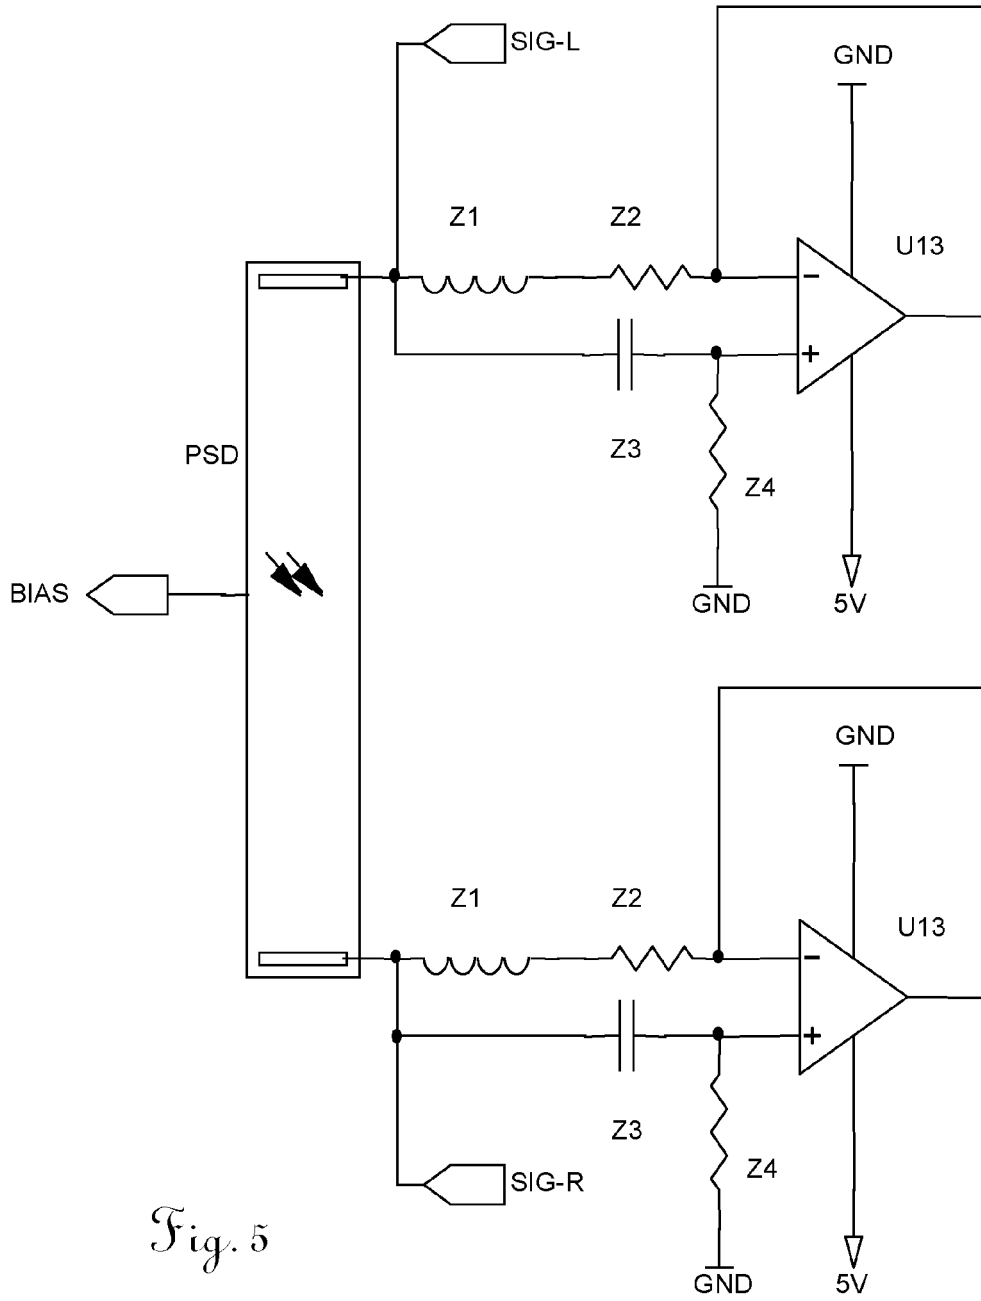 SIG-L
GND
Z1
Z2
U13
−
+
PSD
Z3
Z4
BIAS
GND
5V
GND
Z1
Z2
U13
−
+
Z3
Z4
SIG-R
Fig. 5
GND
5V